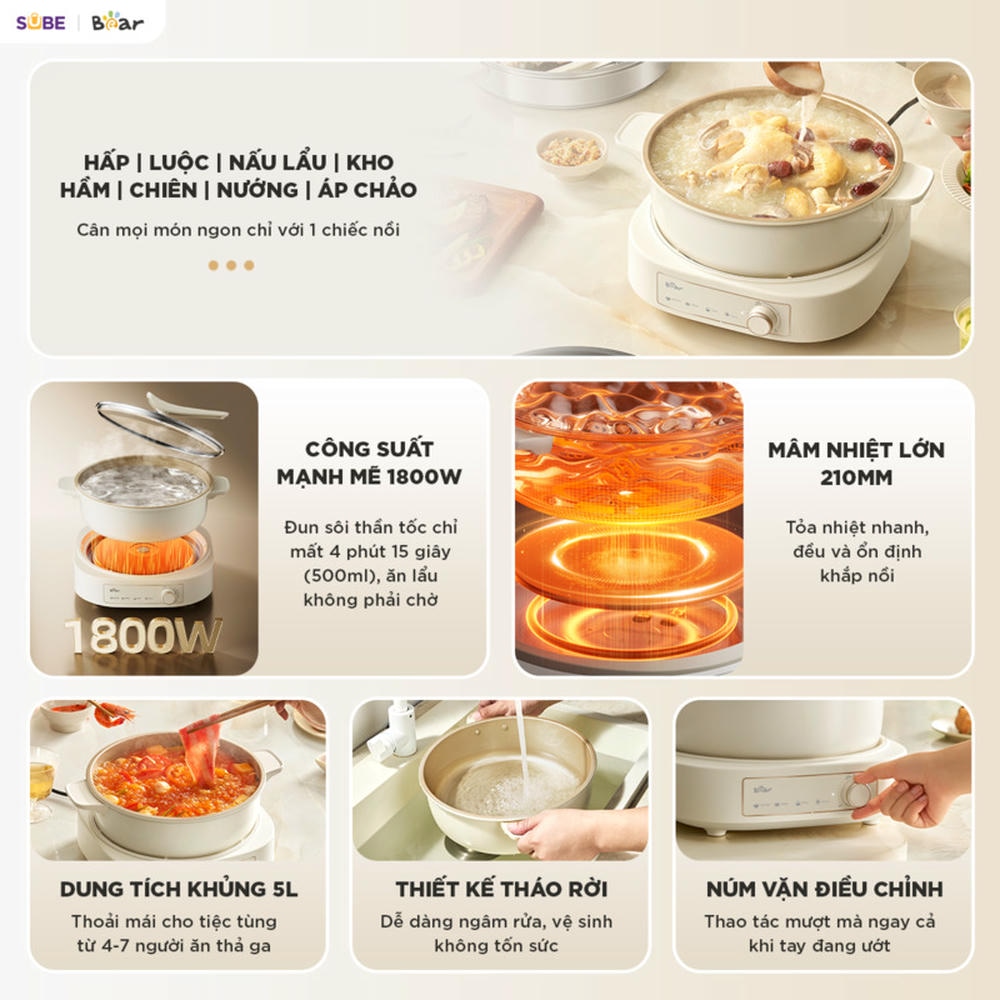 SUBE | Bear
HẤP | LUỘC | NẤU LẨU | KHO
HẦM | CHIÊN | NƯỚNG | ÁP CHẢO
Cân mọi món ngon chỉ với 1 chiếc nồi
Bear
CÔNG SUẤT
MẠNH MẼ 1800W
Đun sôi thần tốc chỉ
mất 4 phút 15 giây
(500ml), ăn lẩu
không phải chờ
Bear
1800W
MÂM NHIỆT LỚN
210MM
Tỏa nhiệt nhanh,
đều và ổn định
khắp nồi
DUNG TÍCH KHỦNG 5L
Thoải mái cho tiệc tùng
từ 4-7 người ăn thả ga
THIẾT KẾ THÁO RỜI
Dễ dàng ngâm rửa, vệ sinh
không tốn sức
Bear
NÚM VẶN ĐIỀU CHỈNH
Thao tác mượt mà ngay cả
khi tay đang ướt